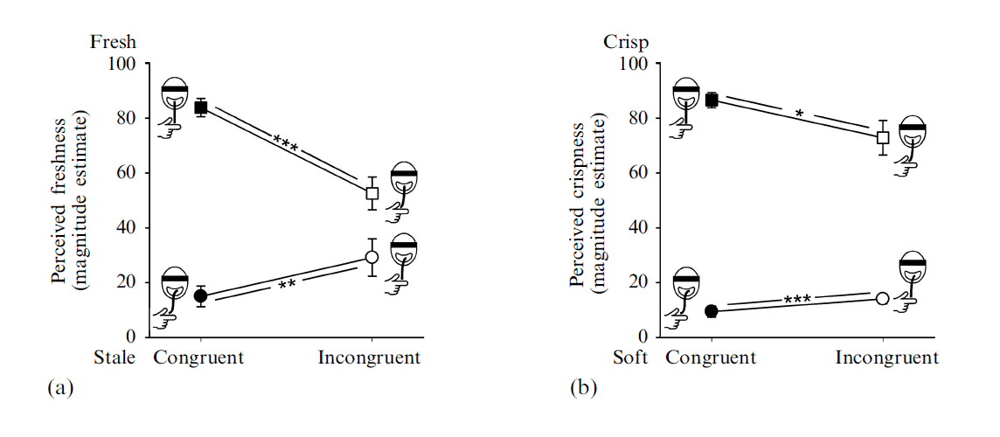 Fresh
100
80
60
40
20
0
Stale
Perceived freshness
(magnitude estimate)
***
**
Congruent
Incongruent
(a)
Crisp
100
80
60
40
20
0
Soft
Perceived crispness
(magnitude estimate)
*
***
Congruent
Incongruent
(b)